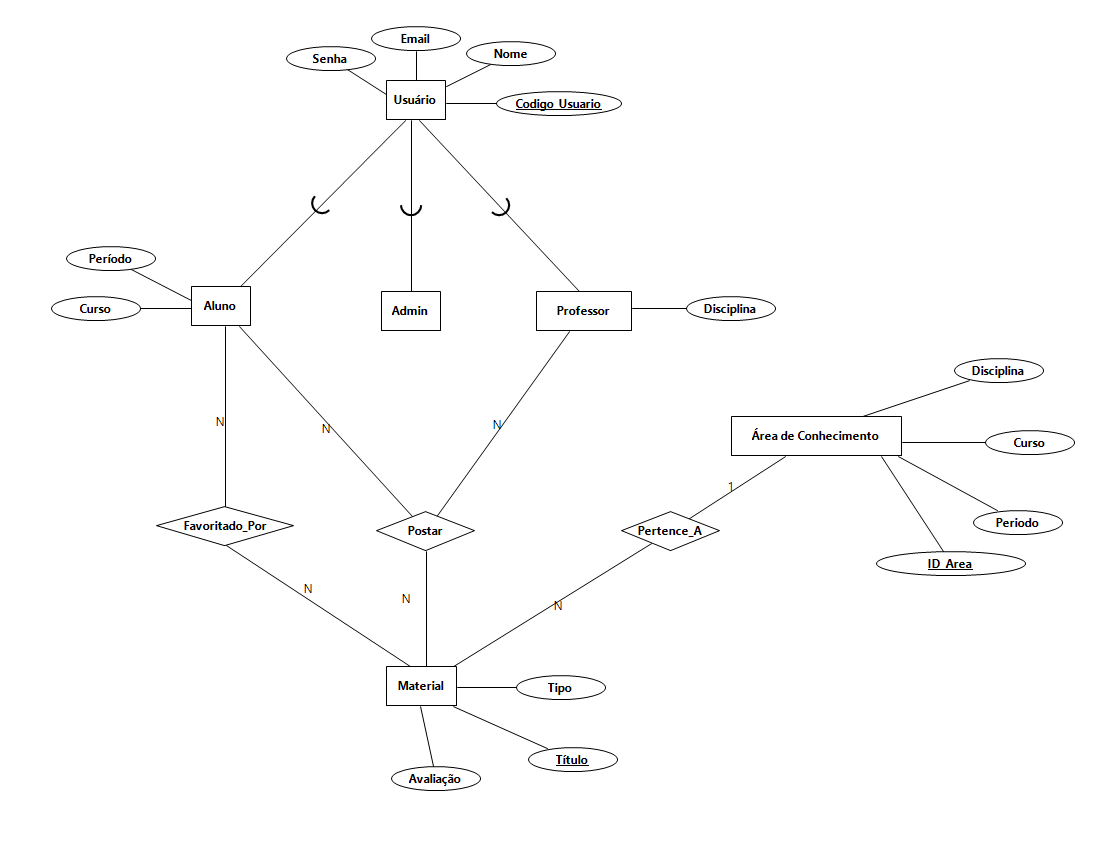 Email
Senha
Nome
Usuário
Codigo_Usuario
Período
Curso
Aluno
Admin
Professor
Disciplina
Disciplina
Área de Conhecimento
Curso
Periodo
ID_Area
N
N
N
1
Favoritado_Por
Postar
Pertence_A
N
N
N
Material
Tipo
Título
Avaliação